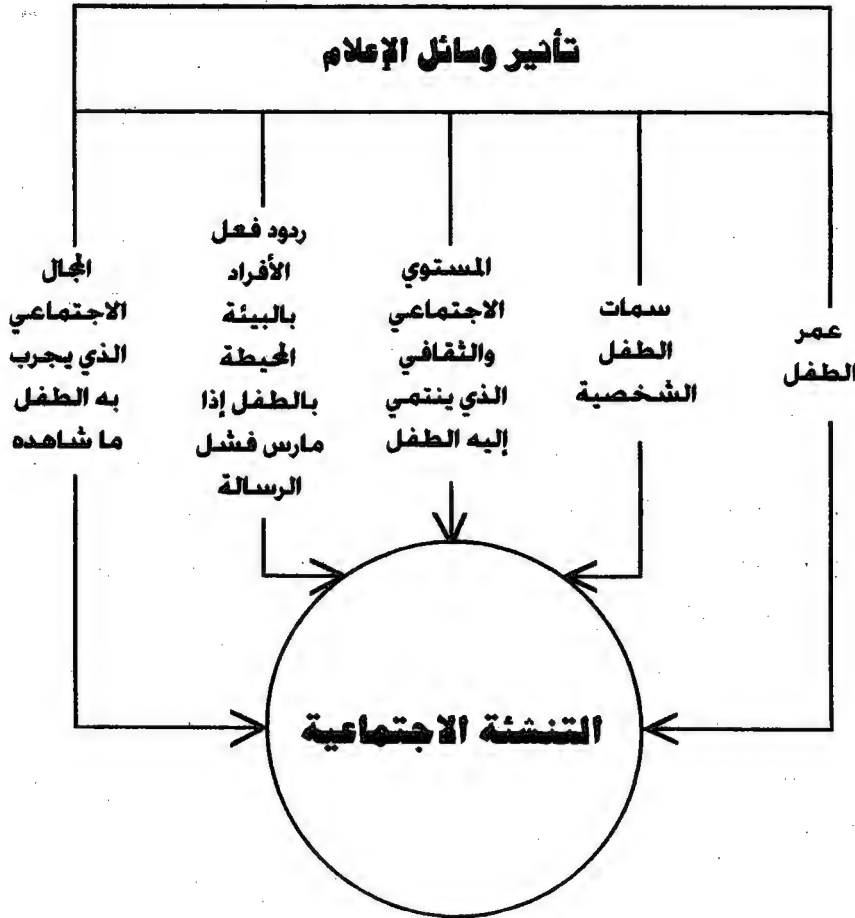 تأثير وسائل الإعلام
عمر
الطفل
سمات
الطفل
الشخصية
المستوي
الاجتماعي
والثقافي
الذي ينتمي
إليه الطفل
ردود فعل
الأفراد
بالبيئة
المحيطة
بالطفل إذا
مارس فشل
الرسالة
المجال
الاجتماعي
الذي يجرب
به الطفل
ما شاهده
التنشئة الاجتماعية